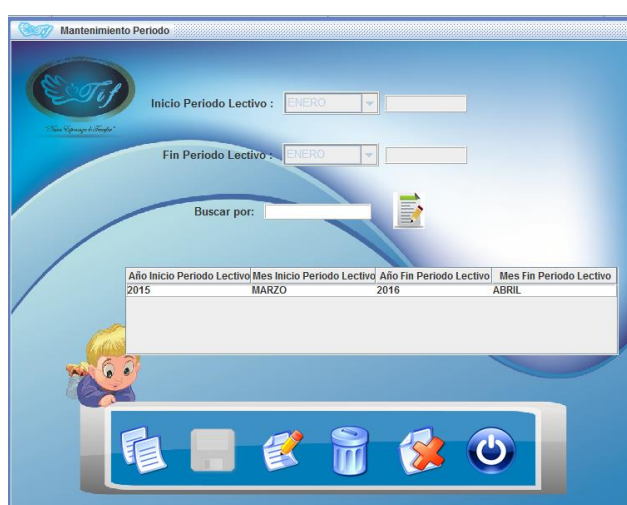 Mantenimiento Periodo
Tif
Inicio Periodo Lectivo : ENERO
Fin Periodo Lectivo : ENERO
Buscar por:
Año Inicio Periodo Lectivo Mes Inicio Periodo Lectivo Año Fin Periodo Lectivo Mes Fin Periodo Lectivo
2015 MARZO 2016 ABRIL